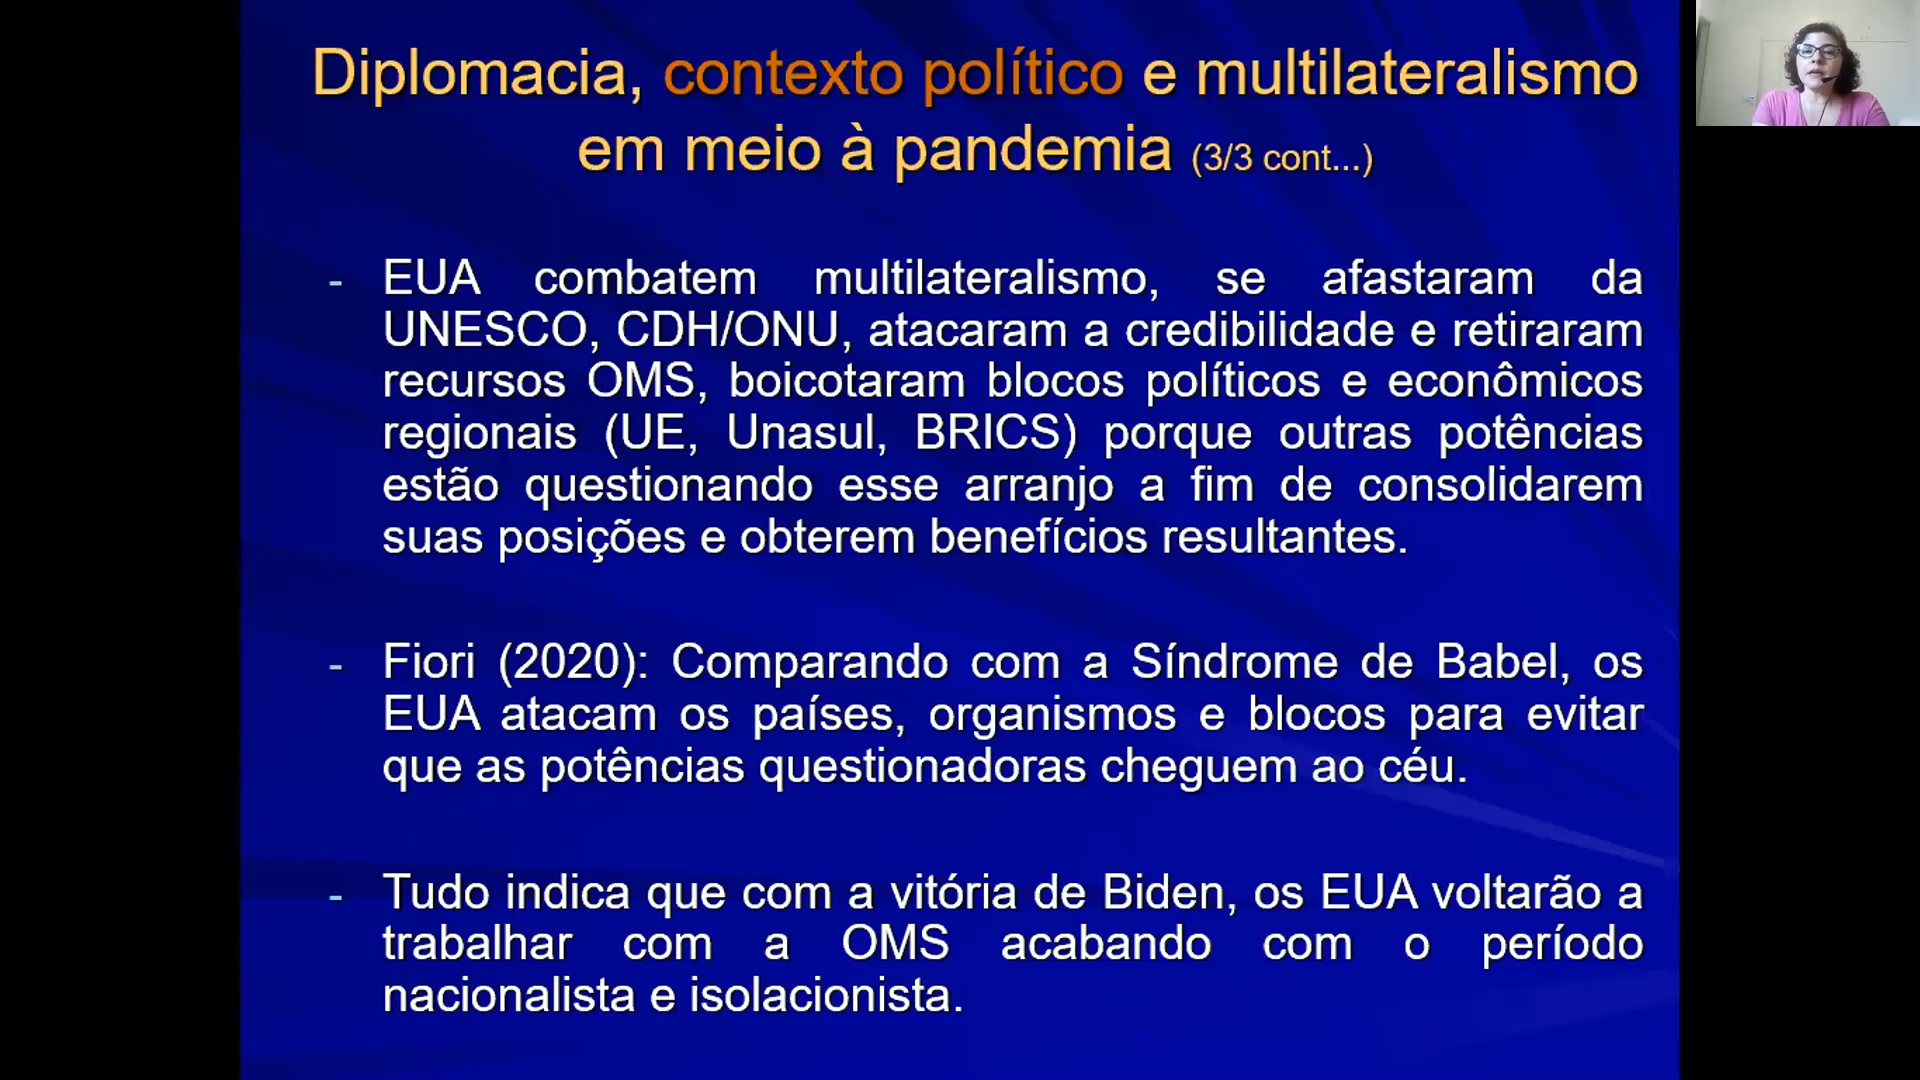 Diplomacia, contexto político e multilateralismo
em meio à pandemia (3/3 cont...)
- EUA combatem multilateralismo, se afastaram da
UNESCO, CDH/ONU, atacaram a credibilidade e retiraram
recursos OMS, boicotaram blocos políticos e econômicos
regionais (UE, Unasul, BRICS) porque outras potências
estão questionando esse arranjo a fim de consolidarem
suas posições e obterem benefícios resultantes.
- Fiori (2020): Comparando com a Síndrome de Babel, os
EUA atacam os países, organismos e blocos para evitar
que as potências questionadoras cheguem ao céu.
- Tudo indica que com a vitória de Biden, os EUA voltarão a
trabalhar com a OMS acabando com o período
nacionalista e isolacionista.